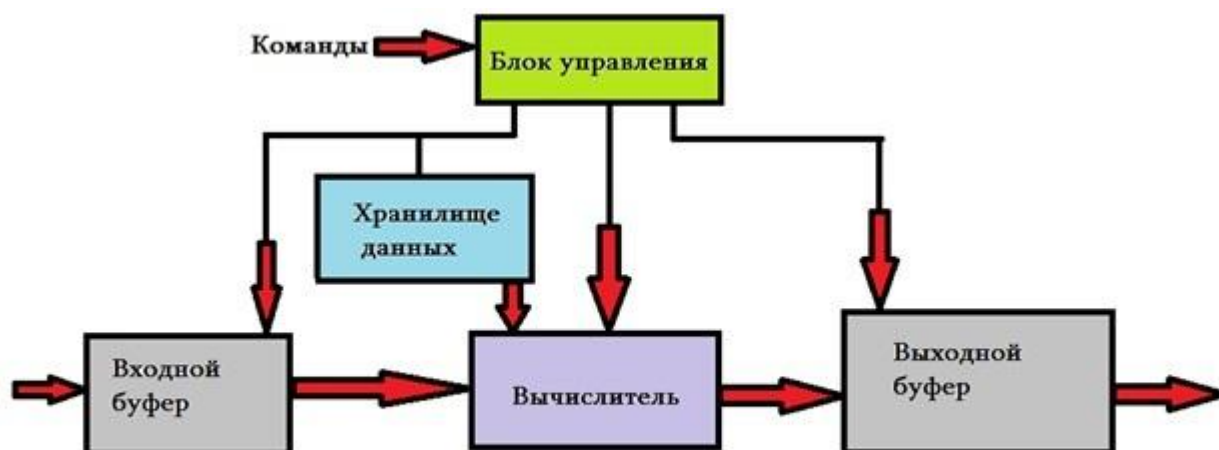 Команды
Блок управления
Хранилище
данных
Входной
буфер
Вычислитель
Выходной
буфер